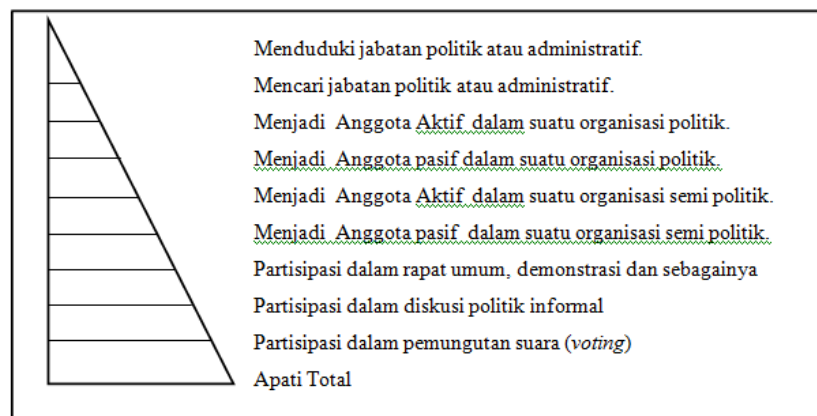 Menduduki jabatan politik atau administratif.
Mencari jabatan politik atau administratif.
Menjadi Anggota Aktif dalam suatu organisasi politik.
Menjadi Anggota pasif dalam suatu organisasi politik.
Menjadi Anggota Aktif dalam suatu organisasi semi politik.
Menjadi Anggota pasif dalam suatu organisasi semi politik.
Partisipasi dalam rapat umum, demonstrasi dan sebagainya
Partisipasi dalam diskusi politik informal
Partisipasi dalam pemungutan suara (voting)
Apati Total